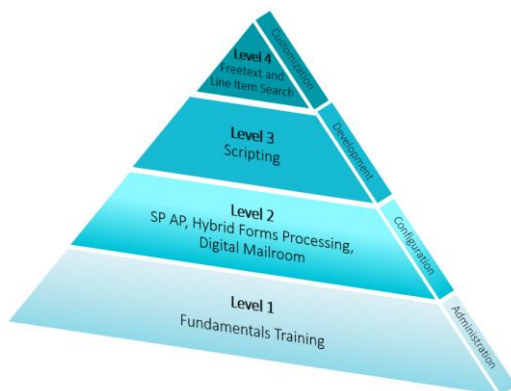 Level 4
Freetext and
Line Item Search
Customization
Level 3
Scripting
Development
Level 2
SP AP, Hybrid Forms Processing,
Digital Mailroom
Configuration
Level 1
Fundamentals Training
Administration